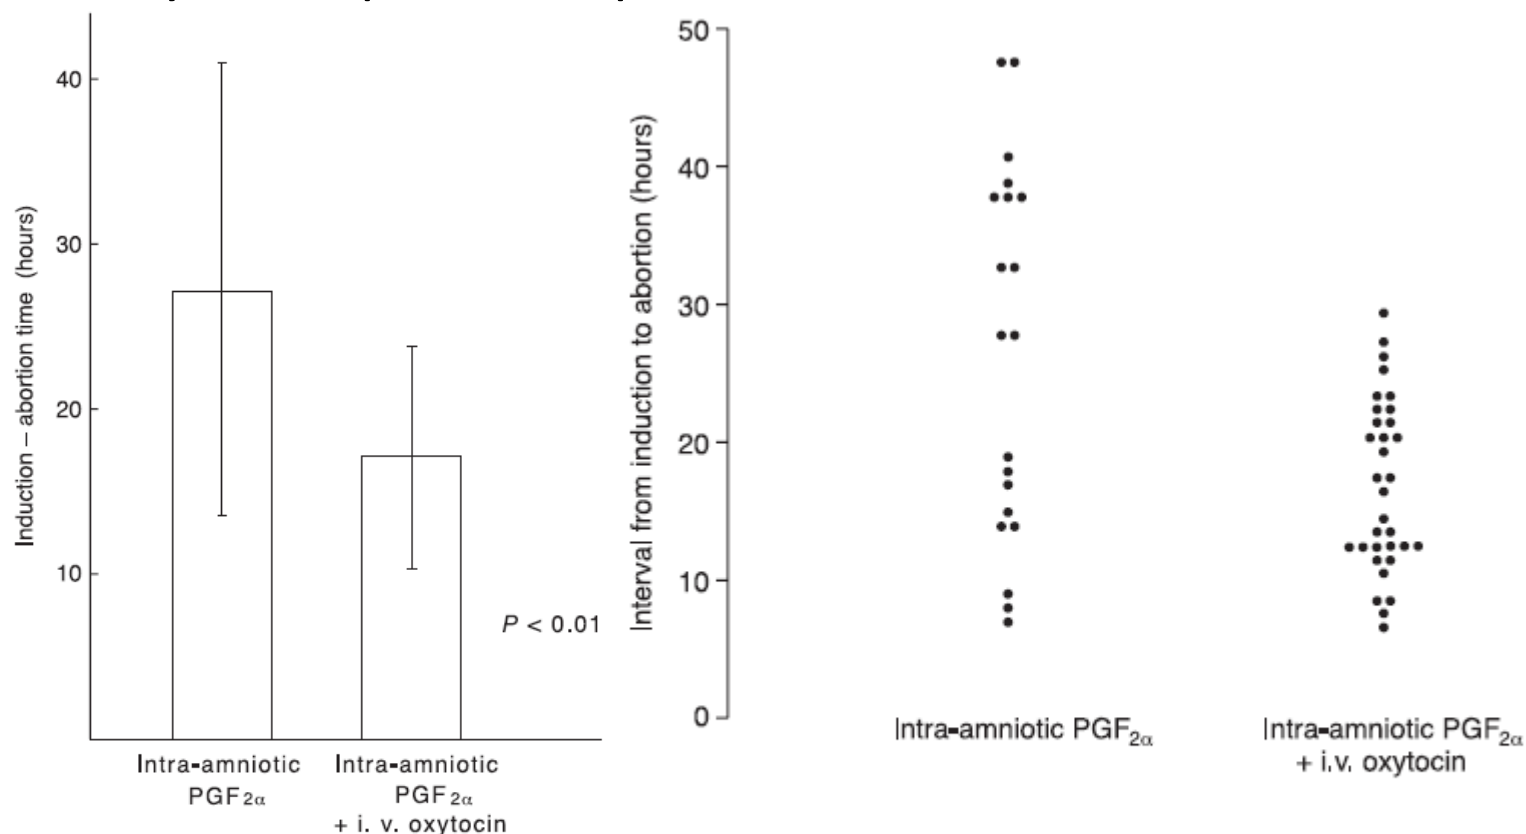 Induction – abortion time (hours)
40
30
20
10
P < 0.01
Intra-amniotic
PGF2α
Intra-amniotic
PGF2α
+ i. v. oxytocin
Interval from induction to abortion (hours)
50
40
30
20
10
0
Intra-amniotic PGF2α
Intra-amniotic PGF2α
+ i.v. oxytocin